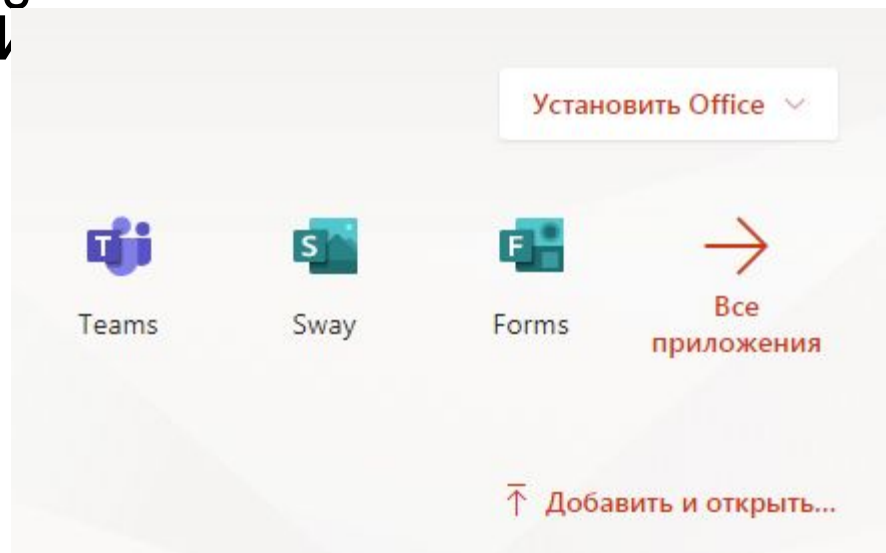 Установить Office
Teams
Sway
Forms
Все
приложения
Добавить и открыть...